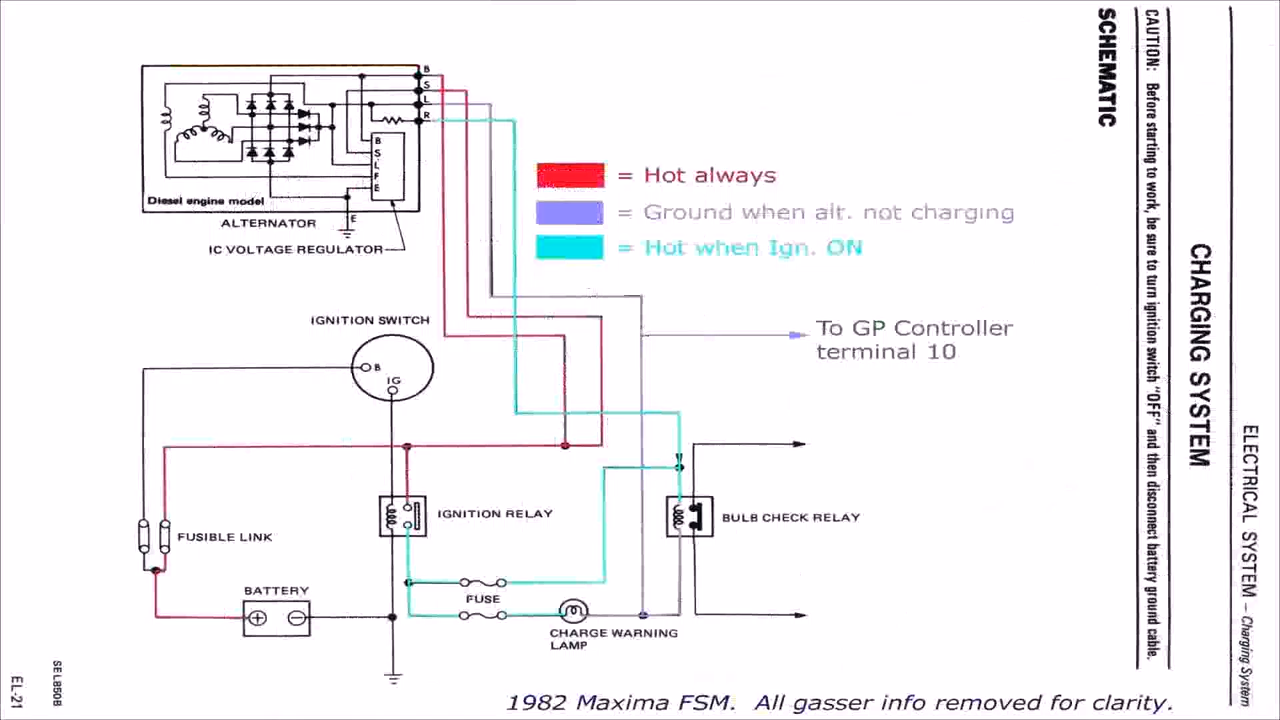 ELECTRICAL SYSTEM – Charging System
CHARGING SYSTEM
CAUTION: Before starting to work, be sure to turn ignition switch "OFF" and then disconnect battery ground cable.
SCHEMATIC
B
S
L
R
B
S
L
F
E
Diesel engine model
E
ALTERNATOR
IC VOLTAGE REGULATOR
= Hot always
= Ground when alt. not charging
= Hot when Ign. ON
IGNITION SWITCH
B
IG
To GP Controller
terminal 10
IGNITION RELAY
BULB CHECK RELAY
FUSIBLE LINK
BATTERY
+ −
FUSE
CHARGE WARNING
LAMP
SEL850B
EL-21
1982 Maxima FSM. All gasser info removed for clarity.